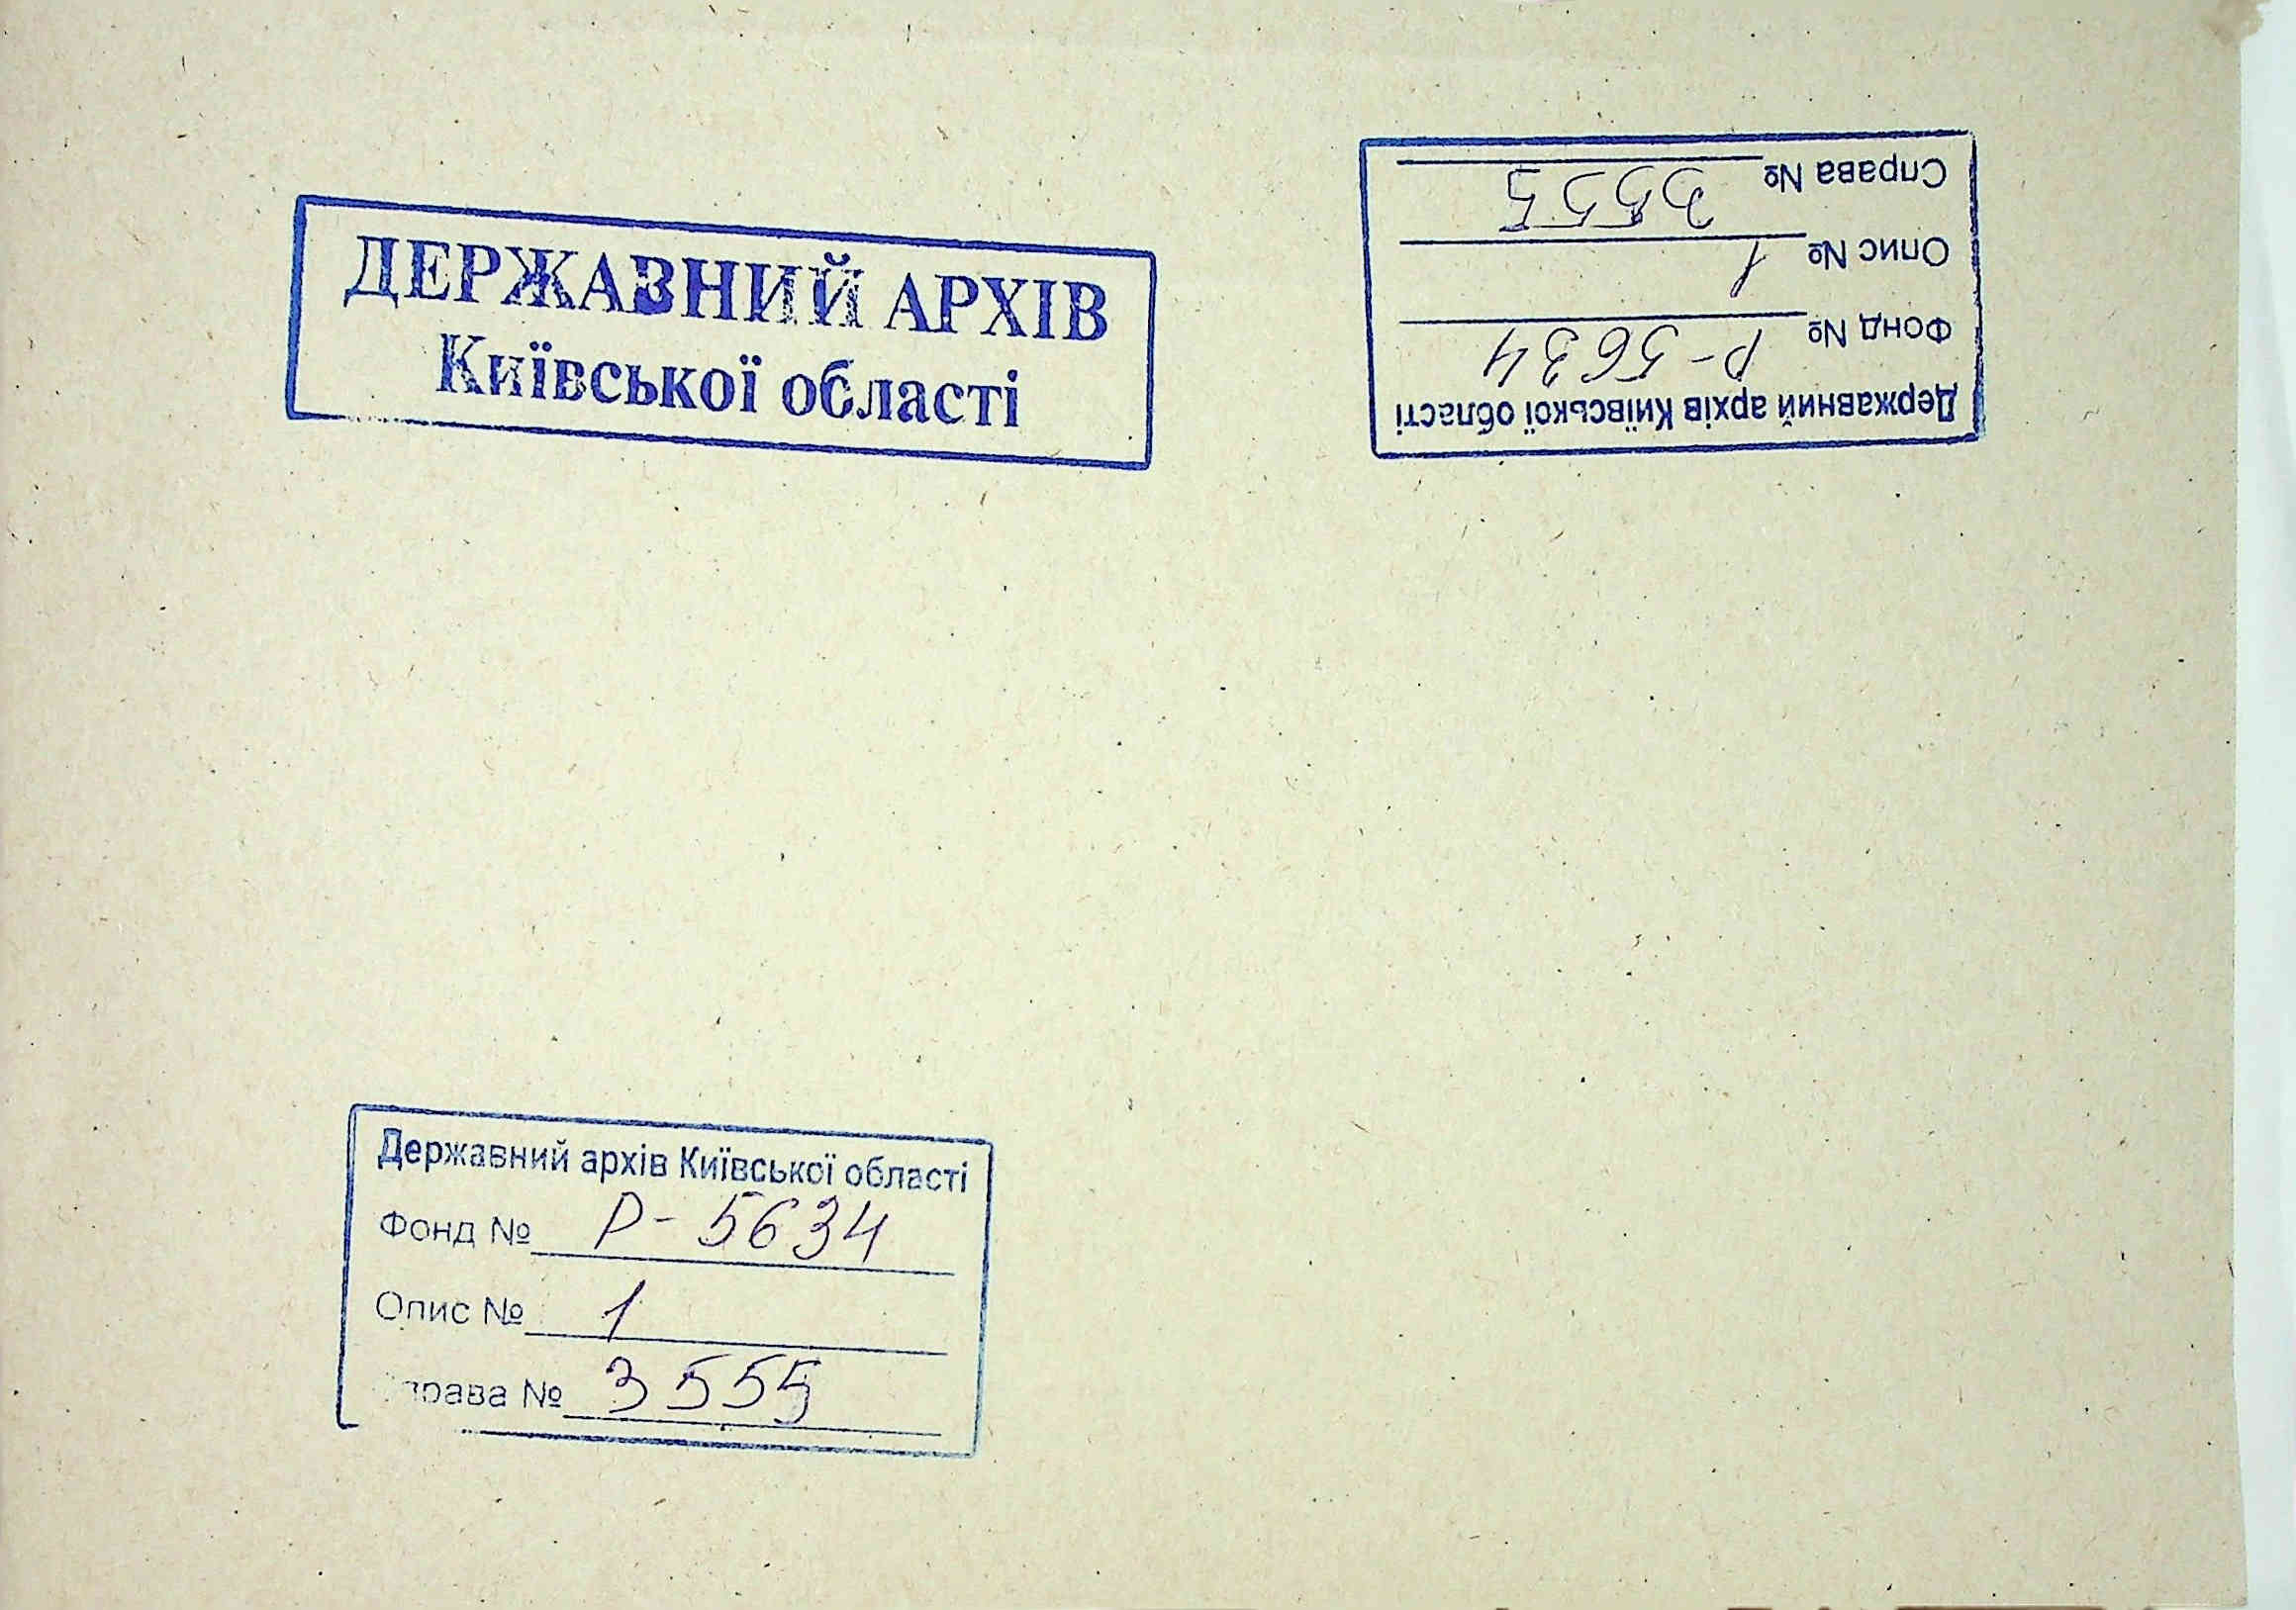 ДЕРЖАВНИЙ АРХІВ
Київської області
Державний архів Київської області
Фонд № Р-5634
Опис № 1
Справа № 3555
Державний архів Київської області
Фонд № Р-5634
Опис № 1
Справа № 3555